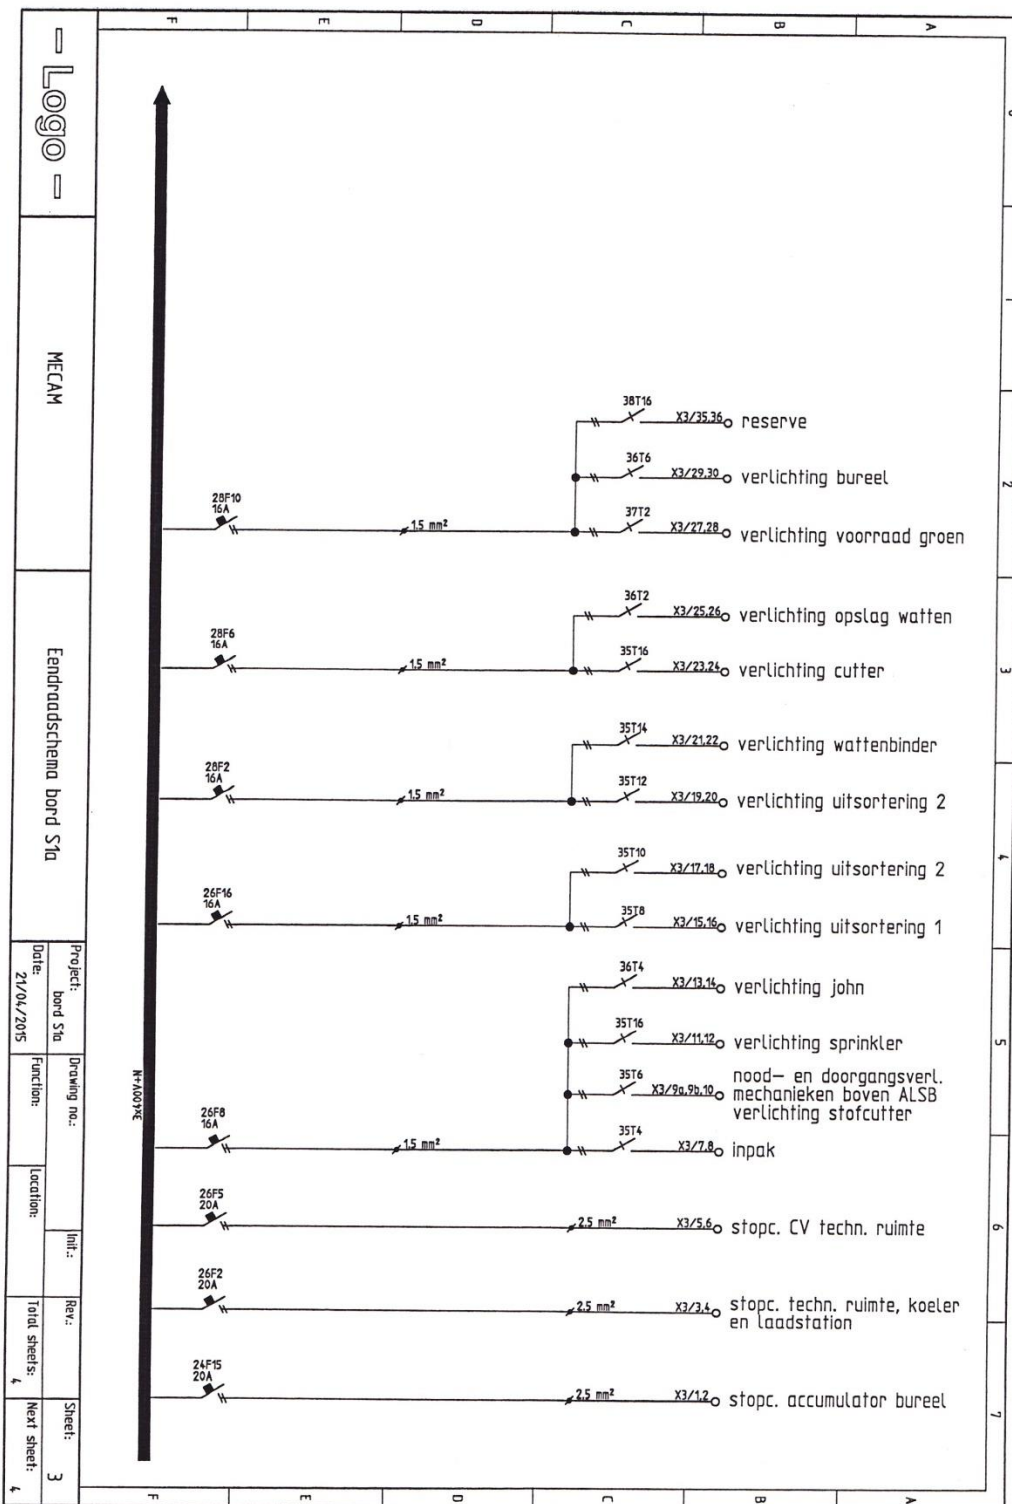 F E D C B A
0
1
2
3
4
5
6
7
38T16
X3/35,36 reserve
36T6
X3/29,30 verlichting bureel
28F10
16A
1.5 mm²
37T2
X3/27,28 verlichting voorraad groen
36T2
X3/25,26 verlichting opslag watten
28F6
16A
1.5 mm²
35T16
X3/23,24 verlichting cutter
35T14
X3/21,22 verlichting wattenbinder
28F2
16A
1.5 mm²
35T12
X3/19,20 verlichting uitsortering 2
35T10
X3/17,18 verlichting uitsortering 2
26F16
16A
1.5 mm²
35T8
X3/15,16 verlichting uitsortering 1
36T4
X3/13,14 verlichting john
35T16
X3/11,12 verlichting sprinkler
35T6
X3/9a,9b,10
nood- en doorgangsverl.
mechanieken boven ALSB
verlichting stofcutter
26F8
16A
1.5 mm²
35T4
X3/7,8 inpak
26F5
20A
2.5 mm²
X3/5,6 stopc. CV techn. ruimte
26F2
20A
2.5 mm²
X3/3,4 stopc. techn. ruimte, koeler
en laadstation
24F15
20A
2.5 mm²
X3/1,2 stopc. accumulator bureel
3x400V+N
F E D C B A
- Logo -
MECAM
Eendraadschema bord S1a
Project:
bord S1a
Drawing no.:
Init.:
Rev.:
Sheet:
3
Date:
21/04/2015
Function:
Location:
Total sheets:
4
Next sheet:
4